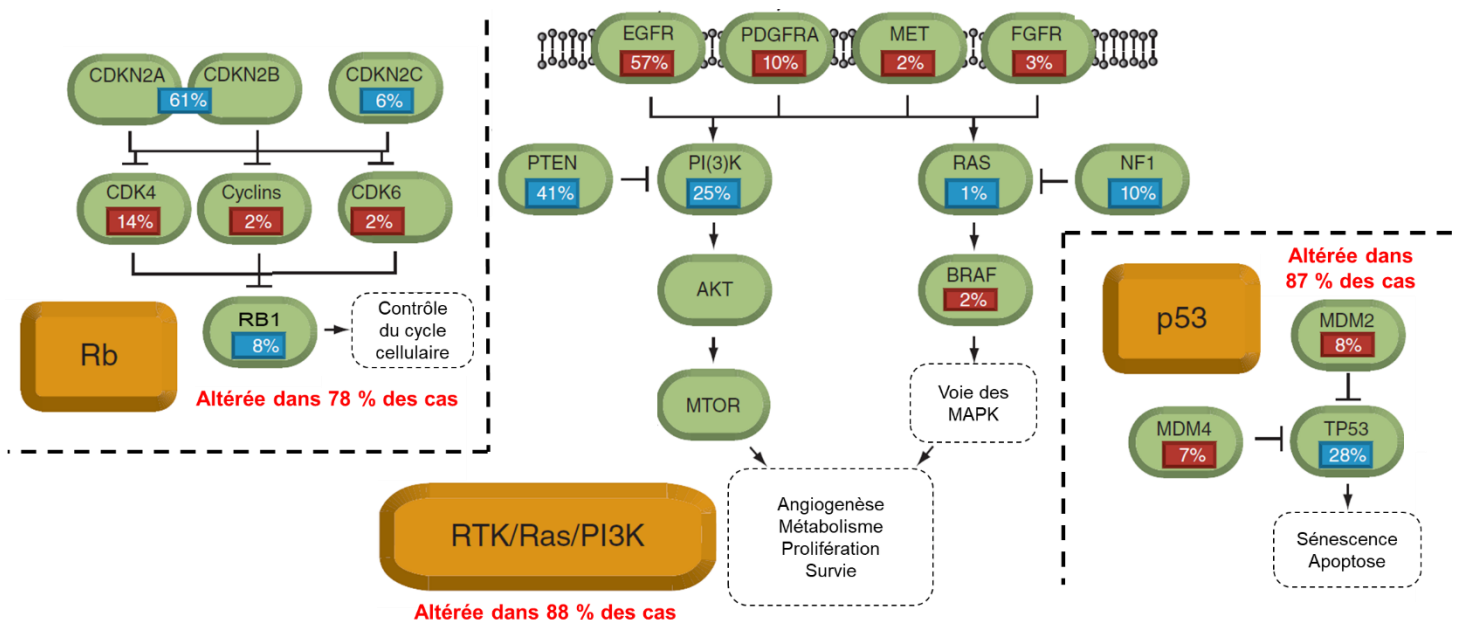 CDKN2A
CDKN2B
61%
CDKN2C
6%
CDK4
14%
Cyclins
2%
CDK6
2%
RB1
8%
Contrôle
du cycle
cellulaire
Rb
Altérée dans 78 % des cas
EGFR
57%
PDGFRA
10%
MET
2%
FGFR
3%
PTEN
41%
PI(3)K
25%
RAS
1%
NF1
10%
AKT
BRAF
2%
MTOR
Voie des
MAPK
RTK/Ras/PI3K
Angiogenèse
Métabolisme
Prolifération
Survie
Altérée dans 88 % des cas
p53
Altérée dans
87 % des cas
MDM2
8%
MDM4
7%
TP53
28%
Sénescence
Apoptose